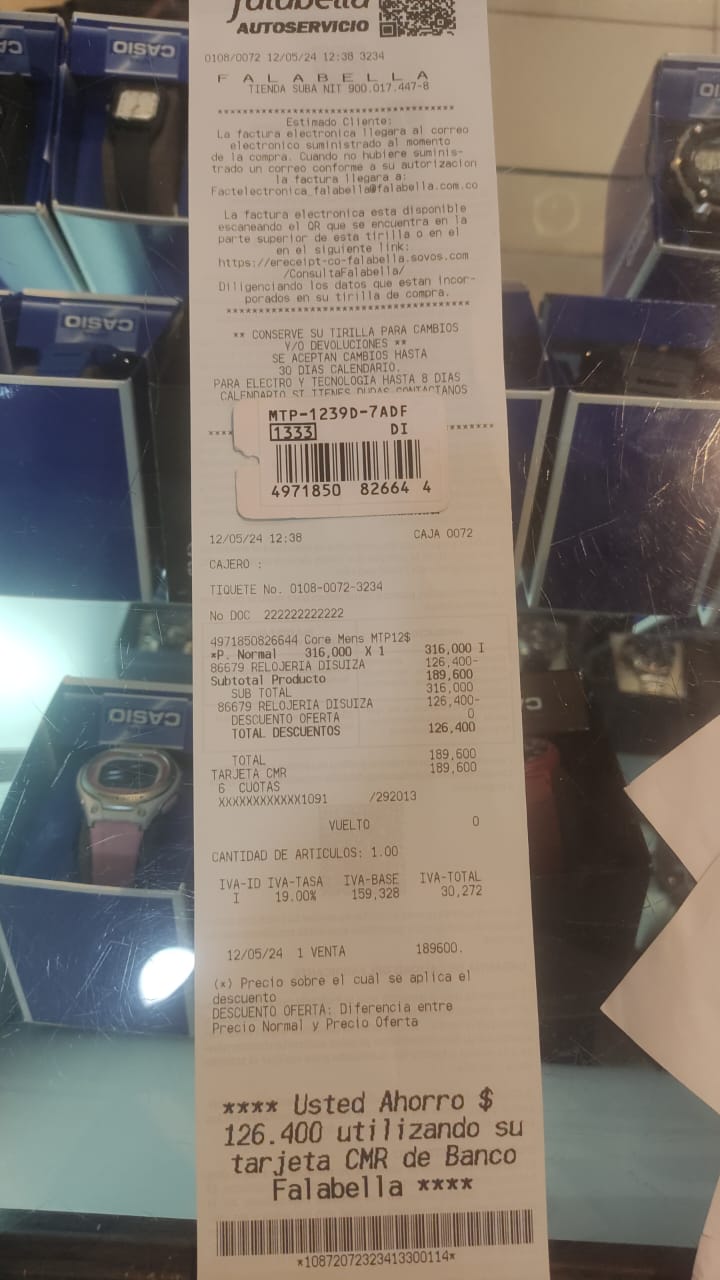 falabella
AUTOSERVICIO
0108/0072 12/05/24 12:38 3234
F A L A B E L L A
TIENDA SUBA NIT 900.017.447-8
****************************************
Estimado Cliente:
La factura electronica llegara al correo
electronico suministrado al momento
de la compra. Cuando no hubiere suminis-
trado un correo conforme a su autorizacion
la factura llegara a:
Factelectronica_falabella@falabella.com.co
La factura electronica esta disponible
escaneando el QR que se encuentra en la
parte superior de esta tirilla o en el
en el siguiente link:
https://ereceipt-co-falabella.sovos.com
/ConsultaFalabella/
Diligenciando los datos que estan incor-
porados en su tirilla de compra.
****************************************
** CONSERVE SU TIRILLA PARA CAMBIOS
Y/O DEVOLUCIONES **
SE ACEPTAN CAMBIOS HASTA
30 DIAS CALENDARIO.
PARA ELECTRO Y TECNOLOGIA HASTA 8 DIAS
CALENDARIO SI TIENES DUDAS CONTACTANOS
MTP-1239D-7ADF
1333 DI
4971850 82664 4
12/05/24 12:38 CAJA 0072
CAJERO :
TIQUETE No. 0108-0072-3234
No DOC 222222222222
4971850826644 Core Mens MTP12$
*P. Normal 316,000 X 1 316,000 I
86679 RELOJERIA DISUIZA 126,400-
Subtotal Producto 189,600
SUB TOTAL 316,000
86679 RELOJERIA DISUIZA 126,400-
DESCUENTO OFERTA 0
TOTAL DESCUENTOS 126,400
TOTAL 189,600
TARJETA CMR 189,600
6 CUOTAS
XXXXXXXXXXXX1091 /292013
VUELTO 0
CANTIDAD DE ARTICULOS: 1.00
IVA-ID IVA-TASA IVA-BASE IVA-TOTAL
I 19.00% 159,328 30,272
12/05/24 1 VENTA 189600.
(*) Precio sobre el cual se aplica el
descuento
DESCUENTO OFERTA: Diferencia entre
Precio Normal y Precio Oferta
**** Usted Ahorro $
126.400 utilizando su
tarjeta CMR de Banco
Falabella ****
*10872072323413300114*
CASIO
CASIO
CASIO
CASIO